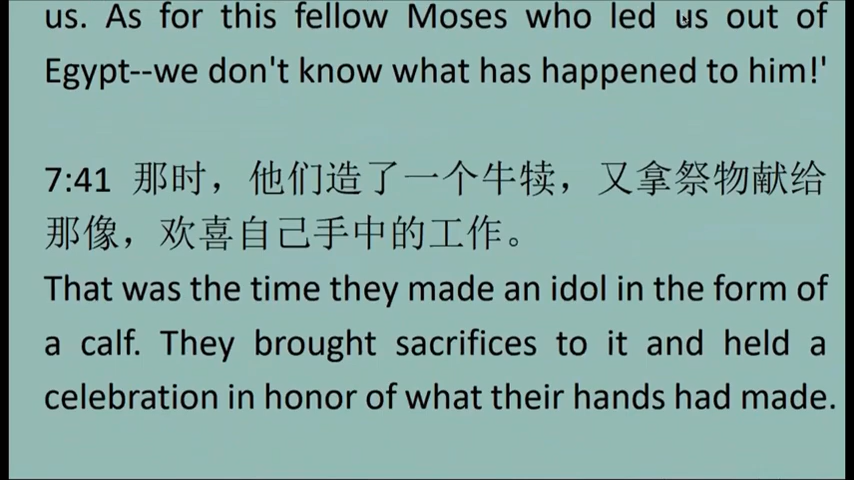 us. As for this fellow Moses who led us out of
Egypt--we don't know what has happened to him!'
7:41 那时，他们造了一个牛犊，又拿祭物献给
那像，欢喜自己手中的工作。
That was the time they made an idol in the form of
a calf. They brought sacrifices to it and held a
celebration in honor of what their hands had made.